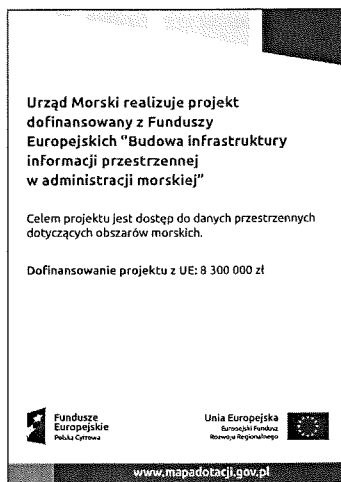 Urząd Morski realizuje projekt
dofinansowany z Funduszy
Europejskich "Budowa infrastruktury
informacji przestrzennej
w administracji morskiej"
Celem projektu jest dostęp do danych przestrzennych
dotyczących obszarów morskich.
Dofinansowanie projektu z UE: 8 300 000 zł
Fundusze
Europejskie
Polska Cyfrowa
Unia Europejska
Europejski Fundusz
Rozwoju Regionalnego
www.mapadotacji.gov.pl